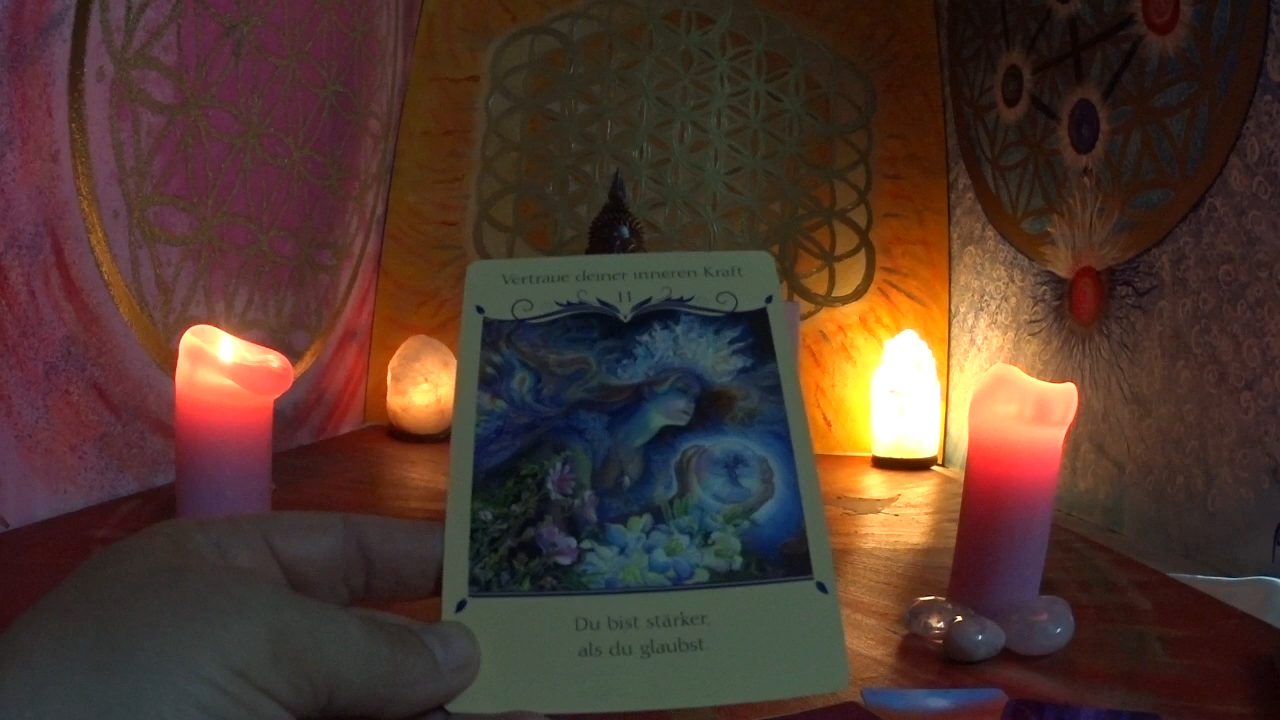 Vertraue deiner inneren Kraft
11
Du bist stärker,
als du glaubst.